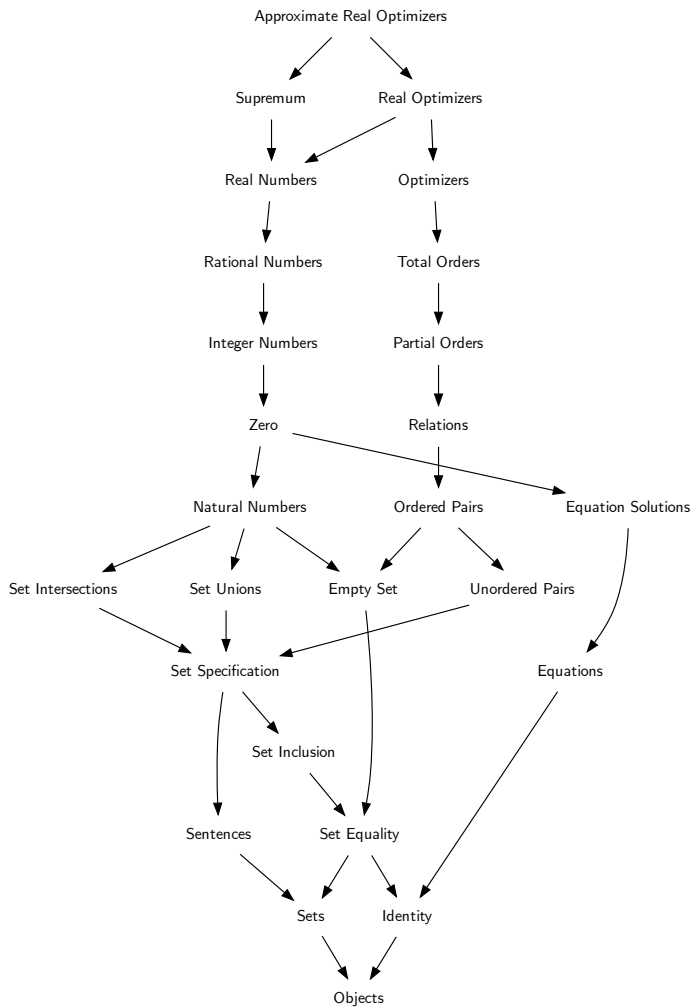 Approximate Real Optimizers
Supremum
Real Optimizers
Real Numbers
Optimizers
Rational Numbers
Total Orders
Integer Numbers
Partial Orders
Zero
Relations
Natural Numbers
Ordered Pairs
Equation Solutions
Set Intersections
Set Unions
Empty Set
Unordered Pairs
Set Specification
Equations
Set Inclusion
Sentences
Set Equality
Sets
Identity
Objects